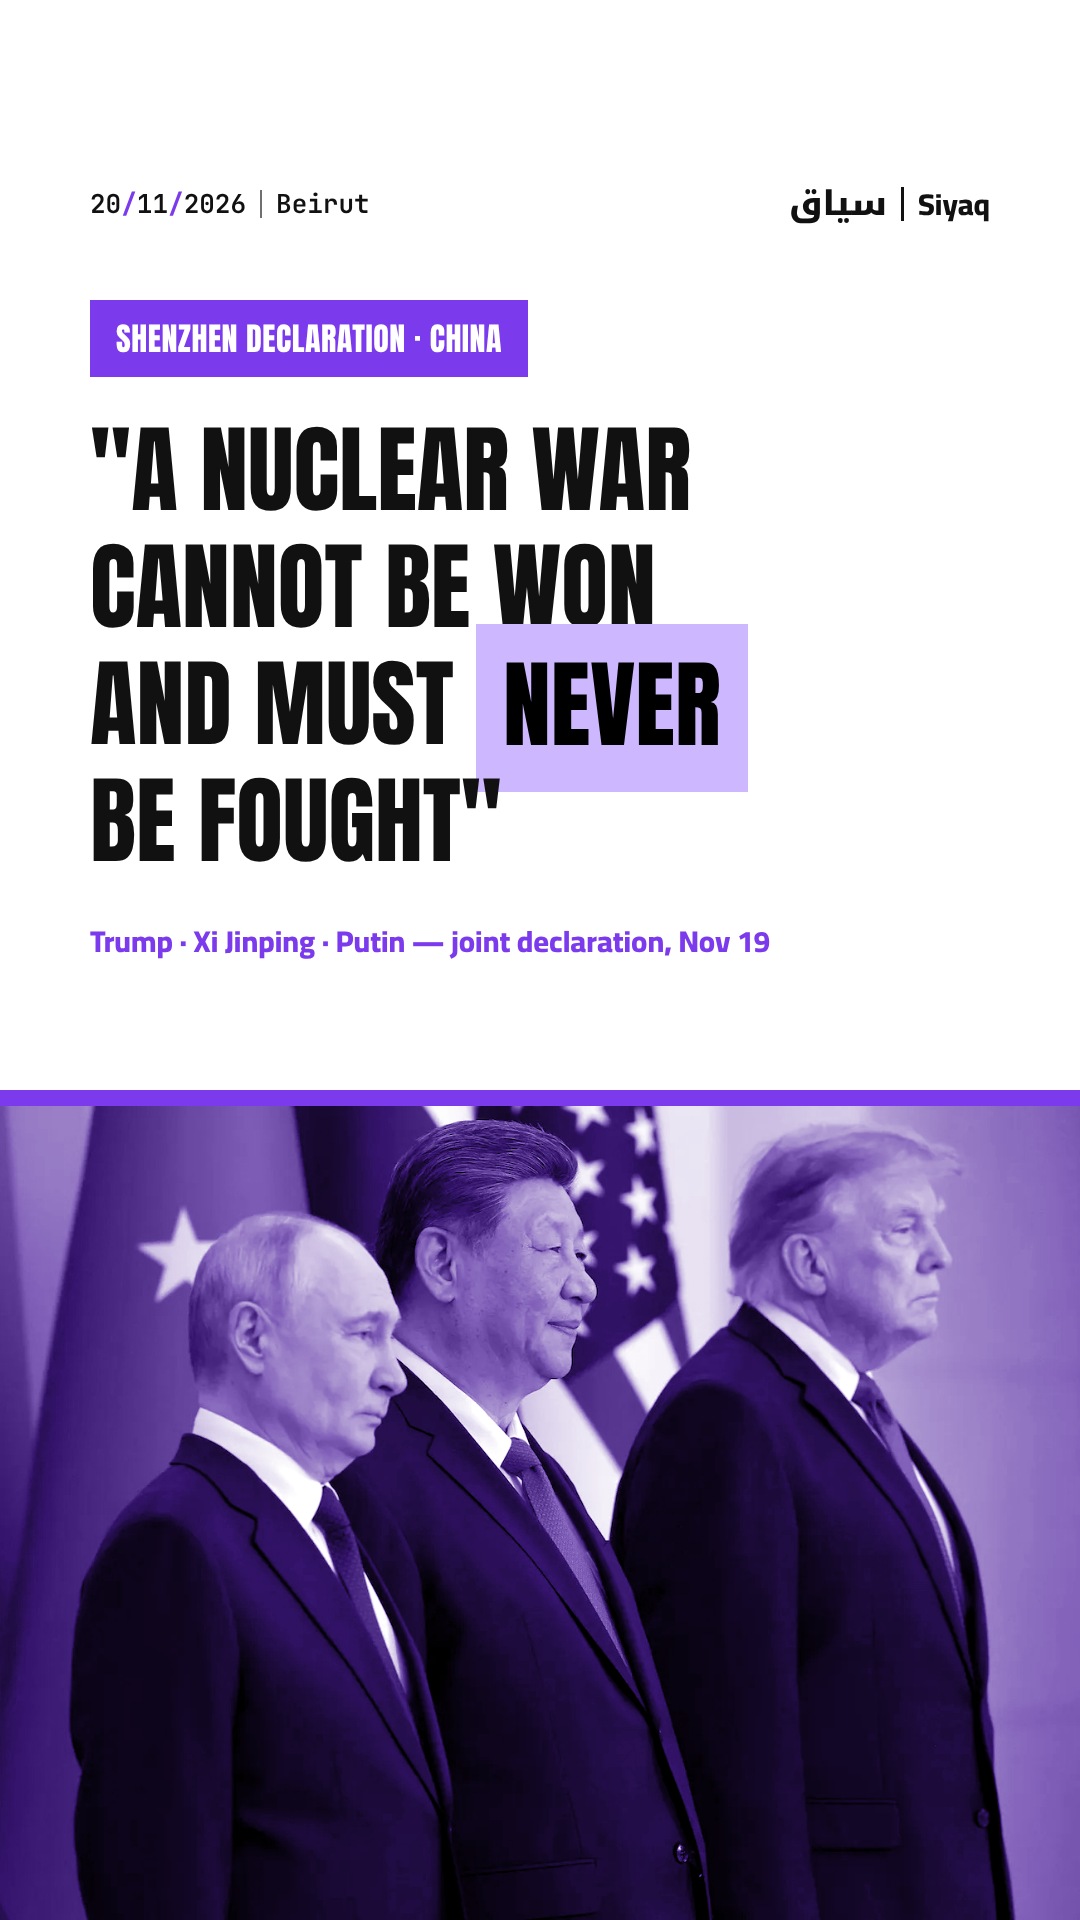 20/11/2026 | Beirut
سياق | Siyaq
SHENZHEN DECLARATION · CHINA
"A NUCLEAR WAR
CANNOT BE WON
AND MUST NEVER
BE FOUGHT"
Trump · Xi Jinping · Putin — joint declaration, Nov 19